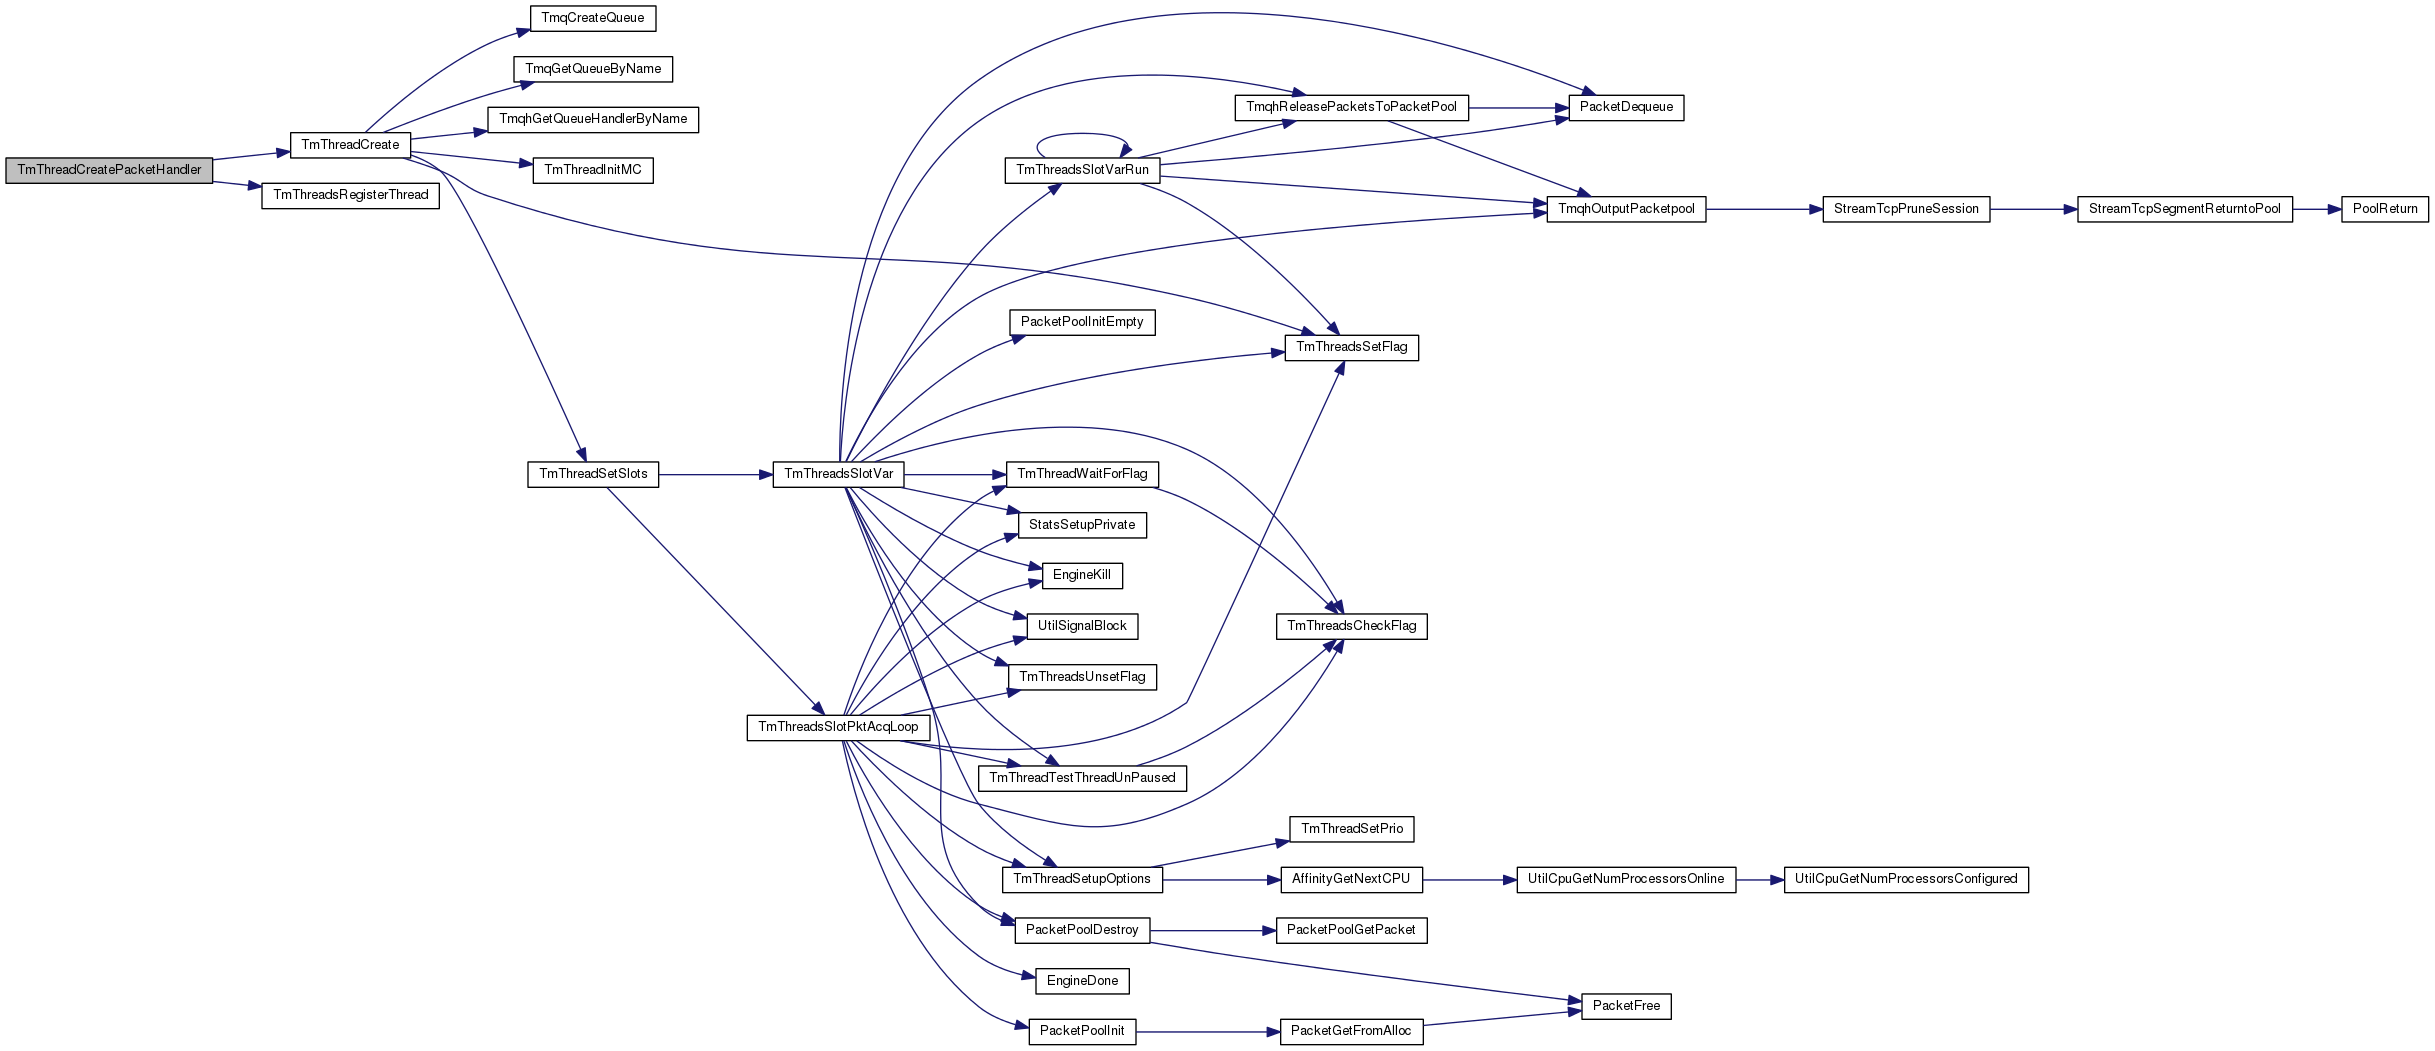 TmqCreateQueue
TmqGetQueueByName
TmqhReleasePacketsToPacketPool
PacketDequeue
TmqhGetQueueHandlerByName
TmThreadCreate
TmThreadCreatePacketHandler
TmThreadInitMC
TmThreadsSlotVarRun
TmThreadsRegisterThread
TmqhOutputPacketpool
StreamTcpPruneSession
StreamTcpSegmentReturntoPool
PoolReturn
PacketPoolInitEmpty
TmThreadsSetFlag
TmThreadSetSlots
TmThreadsSlotVar
TmThreadWaitForFlag
StatsSetupPrivate
EngineKill
UtilSignalBlock
TmThreadsCheckFlag
TmThreadsUnsetFlag
TmThreadsSlotPktAcqLoop
TmThreadTestThreadUnPaused
TmThreadSetPrio
TmThreadSetupOptions
AffinityGetNextCPU
UtilCpuGetNumProcessorsOnline
UtilCpuGetNumProcessorsConfigured
PacketPoolDestroy
PacketPoolGetPacket
EngineDone
PacketFree
PacketPoolInit
PacketGetFromAlloc